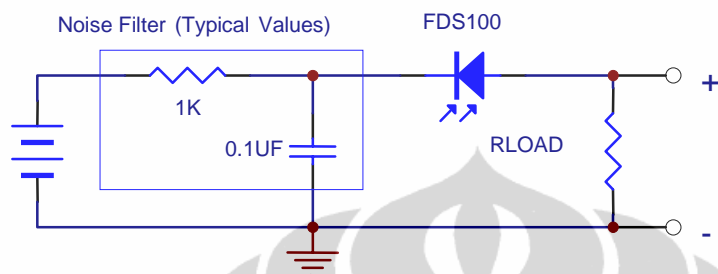 Noise Filter (Typical Values)
FDS100
1K
+
0.1UF
RLOAD
-